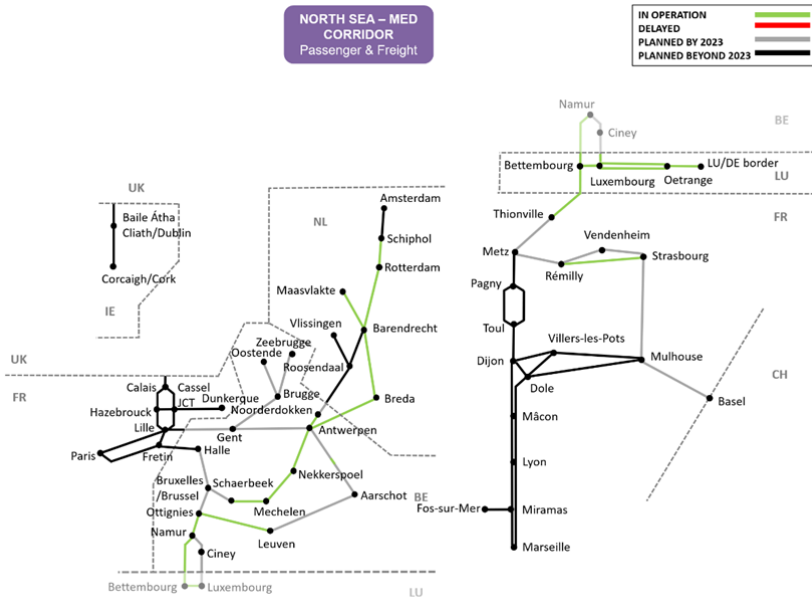 NORTH SEA – MED
CORRIDOR
Passenger & Freight
IN OPERATION
DELAYED
PLANNED BY 2023
PLANNED BEYOND 2023
UK
Baile Átha
Cliath/Dublin
Corcaigh/Cork
IE
UK
FR
NL
Amsterdam
Schiphol
Rotterdam
Maasvlakte
Vlissingen
Barendrecht
Zeebrugge
Oostende
Roosendaal
Calais
Cassel
JCT
Dunkerque
Brugge
Hazebrouck
Noorderdokken
Breda
Lille
Gent
Antwerpen
Paris
Fretin
Halle
Bruxelles
/Brussel
Schaerbeek
Nekkerspoel
Mechelen
Aarschot
BE
Ottignies
Leuven
Namur
Ciney
Bettembourg
Luxembourg
LU
Namur
Ciney
BE
Bettembourg
Luxembourg
Oetrange
LU/DE border
LU
FR
Thionville
Metz
Vendenheim
Rémilly
Strasbourg
Pagny
Toul
Villers-les-Pots
Dijon
Mulhouse
Dole
CH
Basel
Mâcon
Lyon
Fos-sur-Mer
Miramas
Marseille